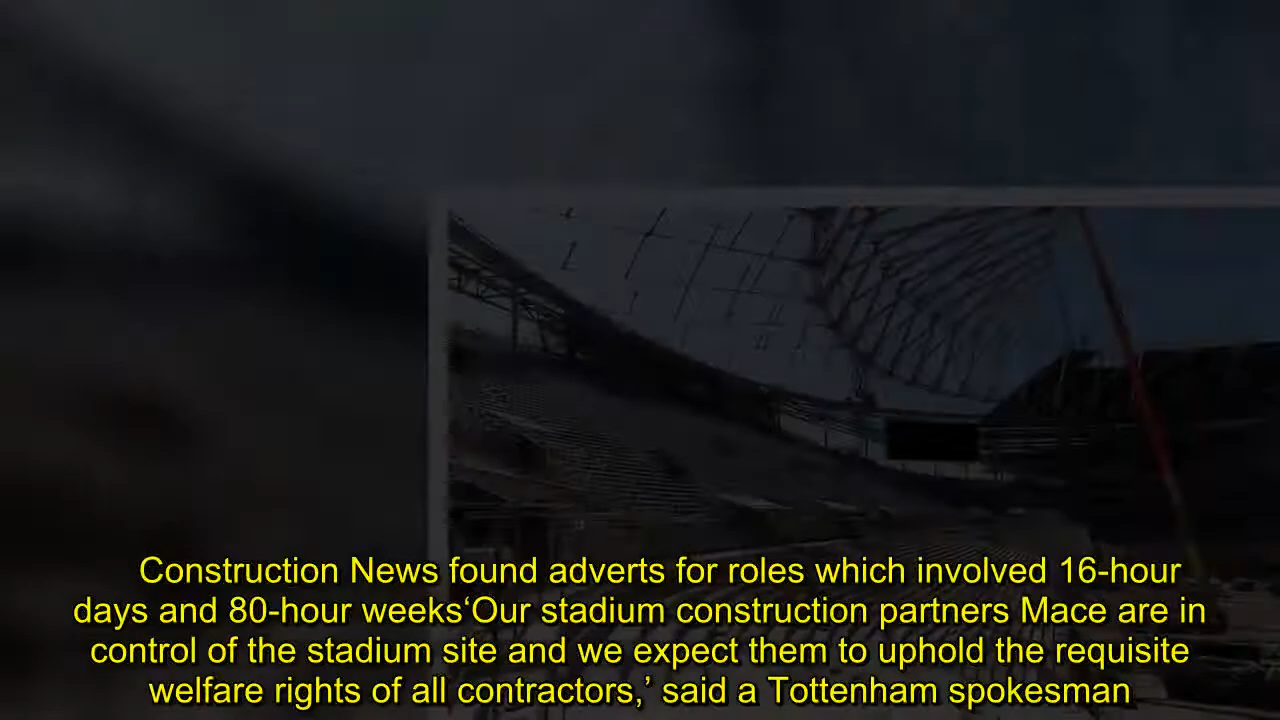 Construction News found adverts for roles which involved 16-hour
days and 80-hour weeks‘Our stadium construction partners Mace are in
control of the stadium site and we expect them to uphold the requisite
welfare rights of all contractors,’ said a Tottenham spokesman